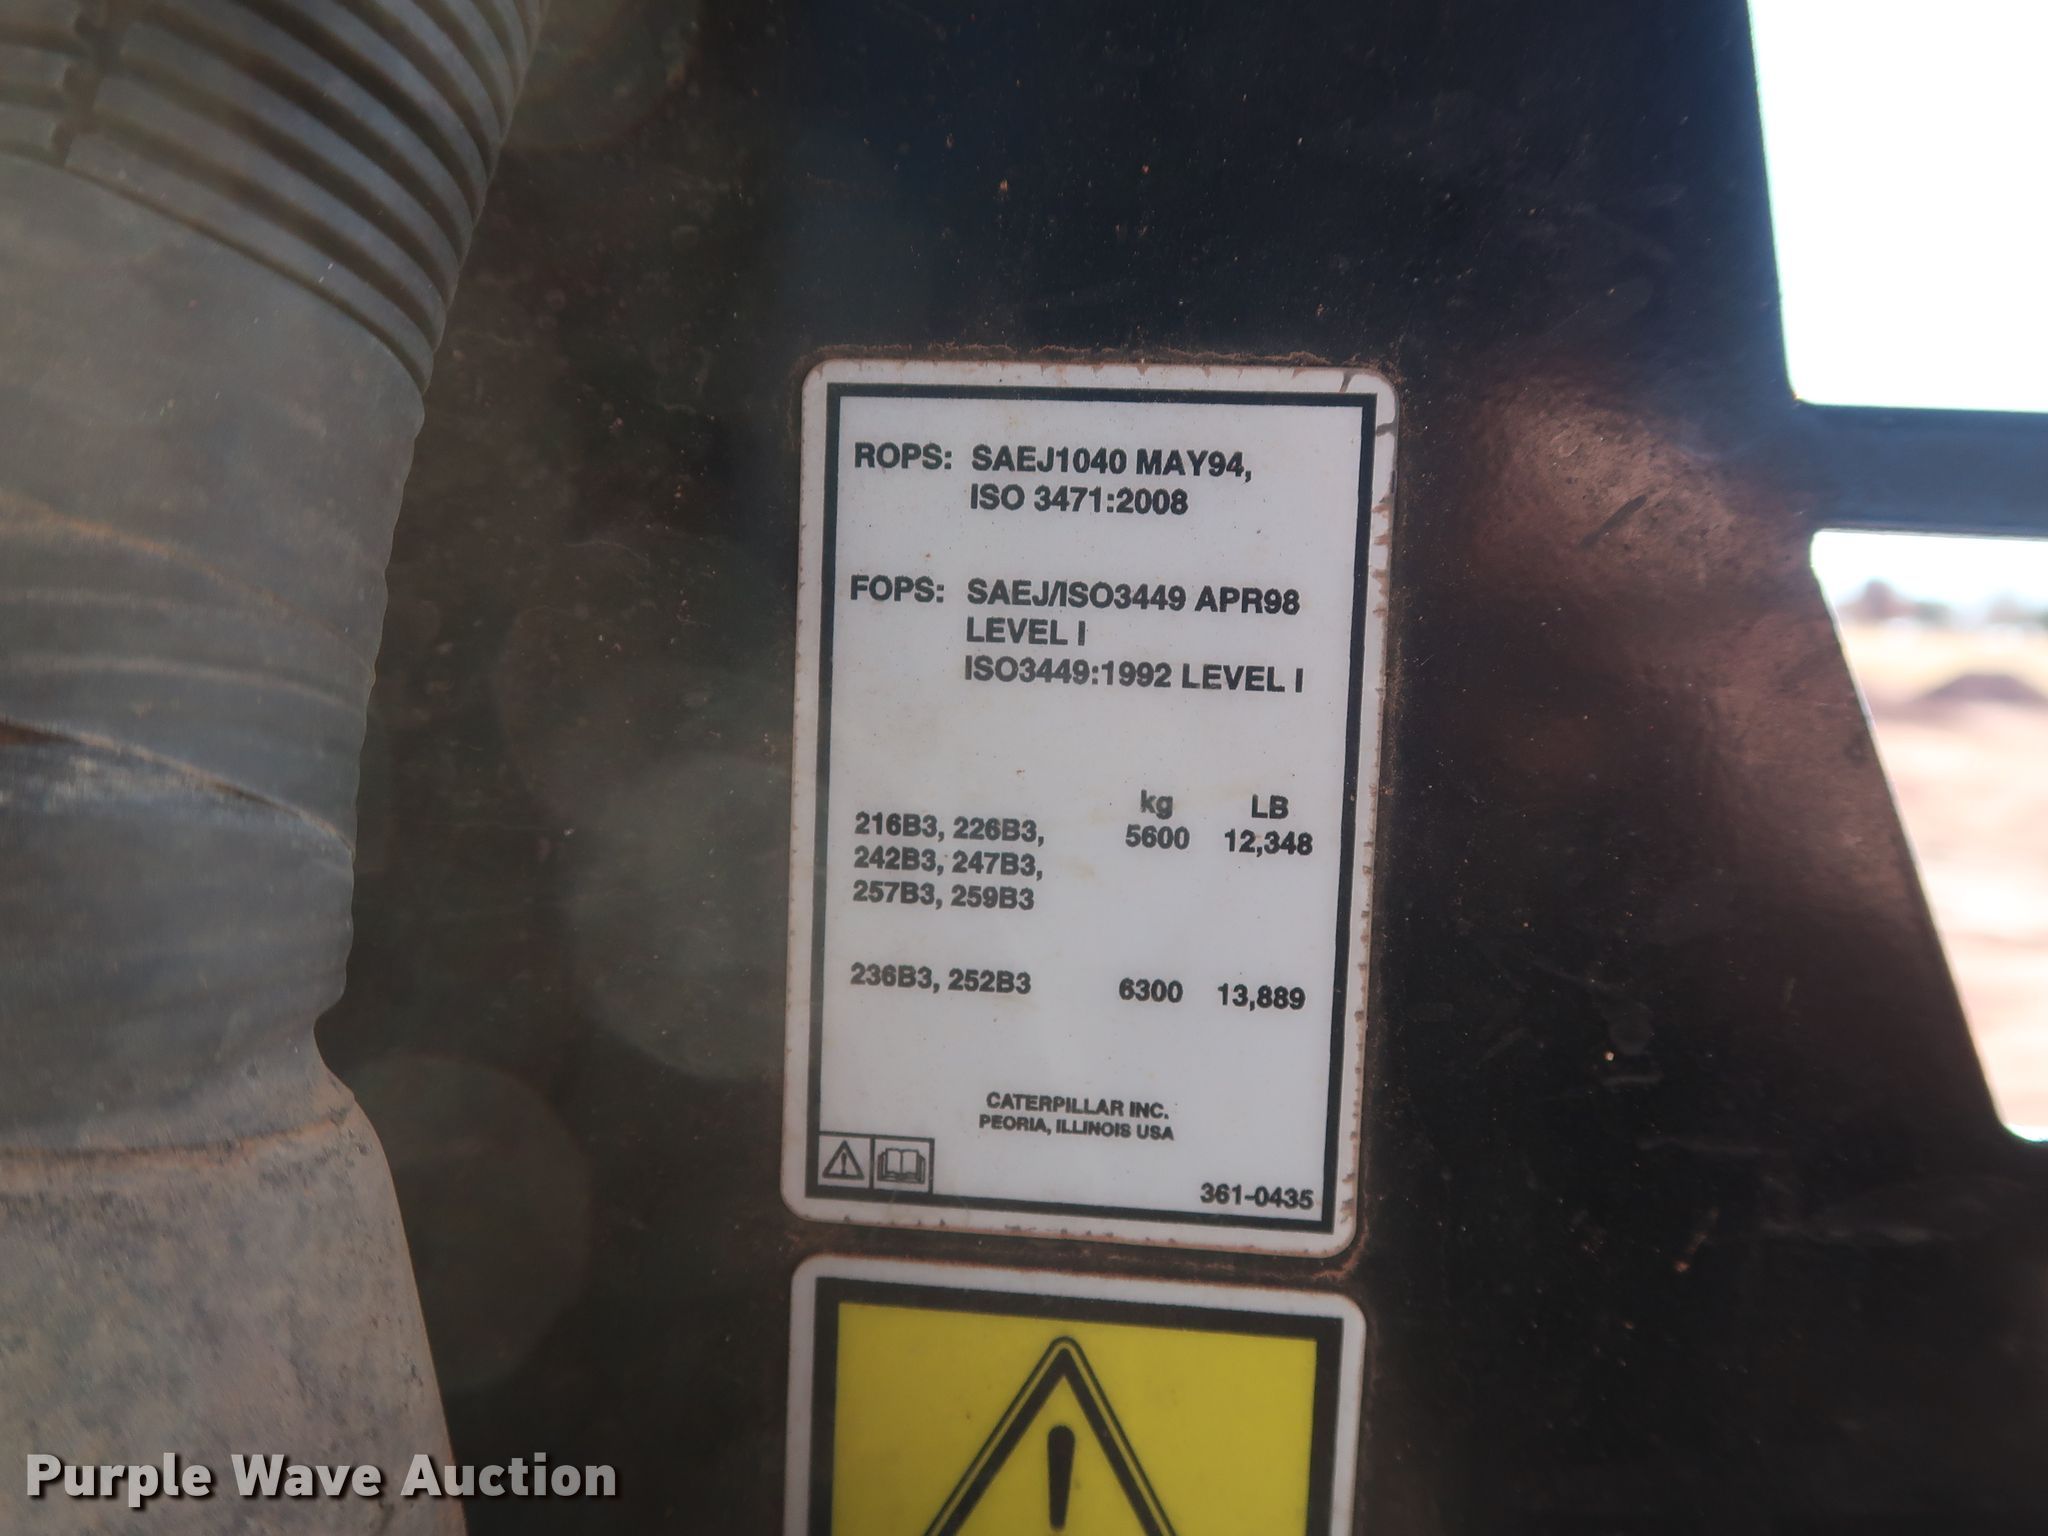 ROPS: SAEJ1040 MAY94,
ISO 3471:2008
FOPS: SAEJ/ISO3449 APR98
LEVEL I
ISO3449:1992 LEVEL I
kg LB
216B3, 226B3, 5600 12,348
242B3, 247B3,
257B3, 259B3
236B3, 252B3 6300 13,889
CATERPILLAR INC.
PEORIA, ILLINOIS USA
361-0435
Purple Wave Auction